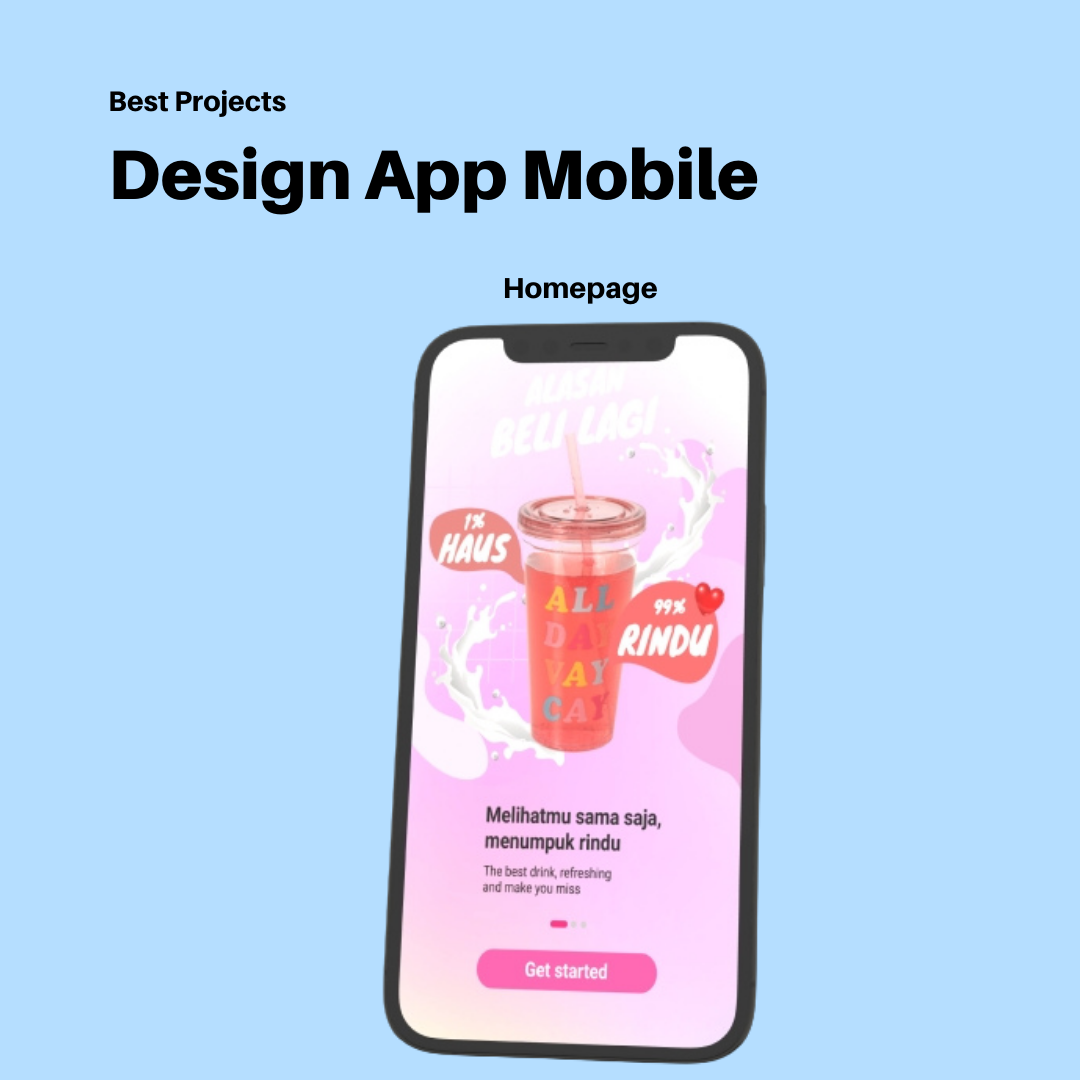 Best Projects
Design App Mobile
Homepage
ALASAN
BELI LAGI
1%
HAUS
99%
RINDU
ALL
DAY
VAY
CAY
Melihatmu sama saja,
menumpuk rindu
The best drink, refreshing
and make you miss
Get started